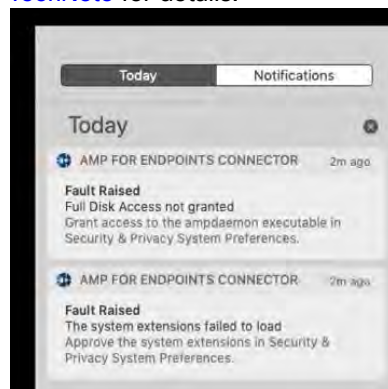 TechNote for details.
Today
Notifications
Today
AMP FOR ENDPOINTS CONNECTOR 2m ago
Fault Raised
Full Disk Access not granted
Grant access to the ampdaemon executable in
Security & Privacy System Preferences.
AMP FOR ENDPOINTS CONNECTOR 2m ago
Fault Raised
The system extensions failed to load
Approve the system extensions in Security &
Privacy System Preferences.